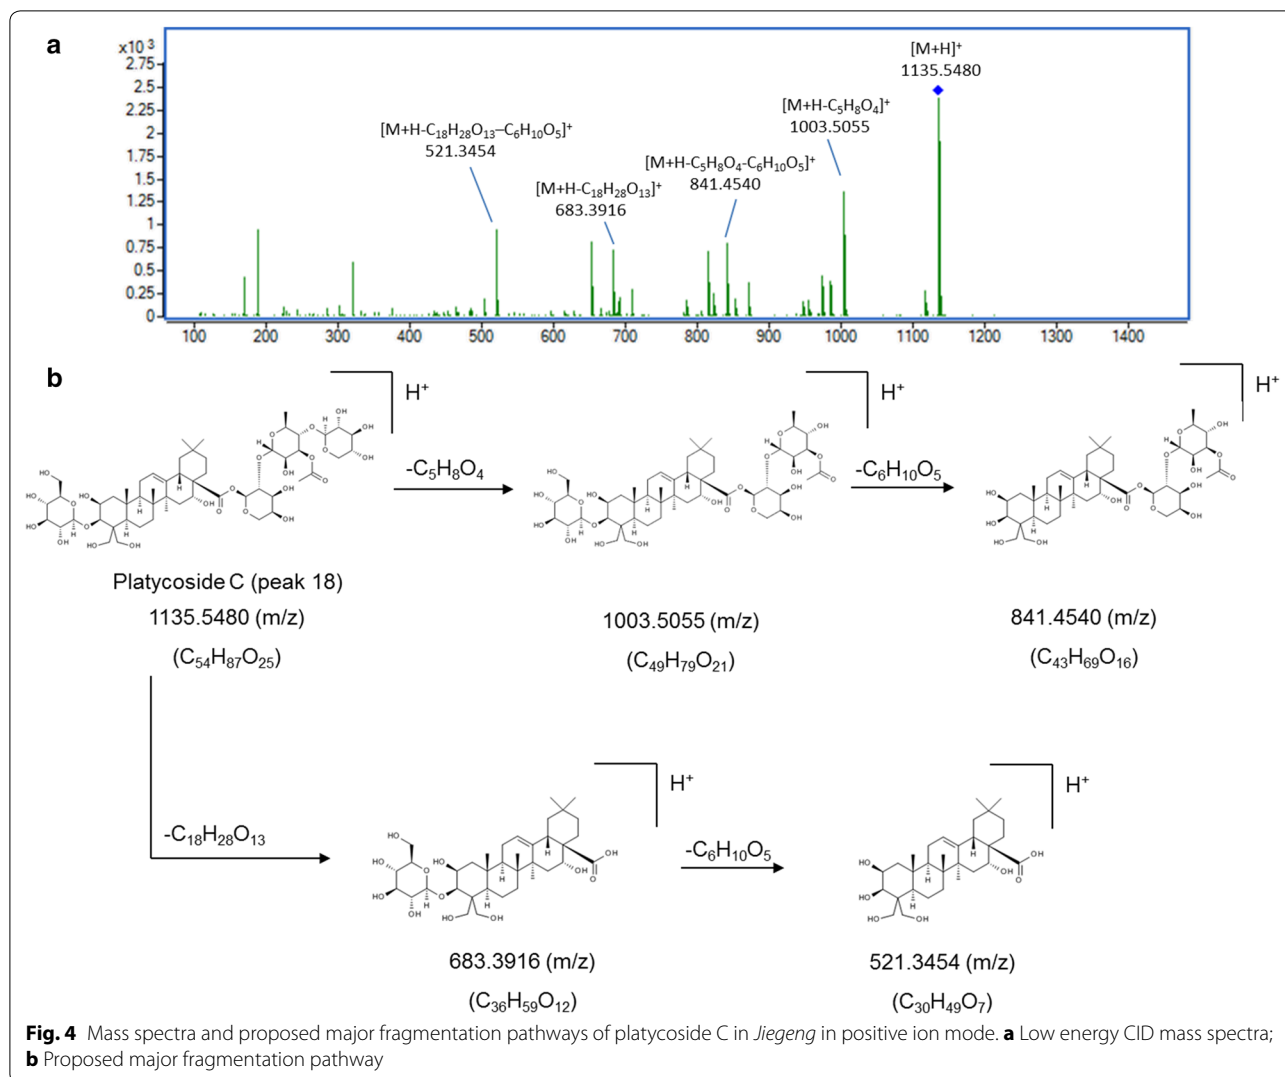 a
x10 3
[M+H]+
1135.5480
2.75
2.5
2.25
[M+H-C5H8O4]+
1003.5055
2
[M+H-C18H28O13–C6H10O5]+
521.3454
1.75
[M+H-C5H8O4-C6H10O5]+
841.4540
1.5
[M+H-C18H28O13]+
683.3916
1.25
1
0.75
0.5
0.25
0
100 200 300 400 500 600 700 800 900 1000 1100 1200 1300 1400
b
H+ H+ H+
-C5H8O4 -C6H10O5
Platycoside C (peak 18)
1135.5480 (m/z) 1003.5055 (m/z) 841.4540 (m/z)
(C54H87O25) (C49H79O21) (C43H69O16)
H+ H+
-C18H28O13 -C6H10O5
683.3916 (m/z) 521.3454 (m/z)
(C36H59O12) (C30H49O7)
Fig. 4 Mass spectra and proposed major fragmentation pathways of platycoside C in Jiegeng in positive ion mode. a Low energy CID mass spectra;
b Proposed major fragmentation pathway